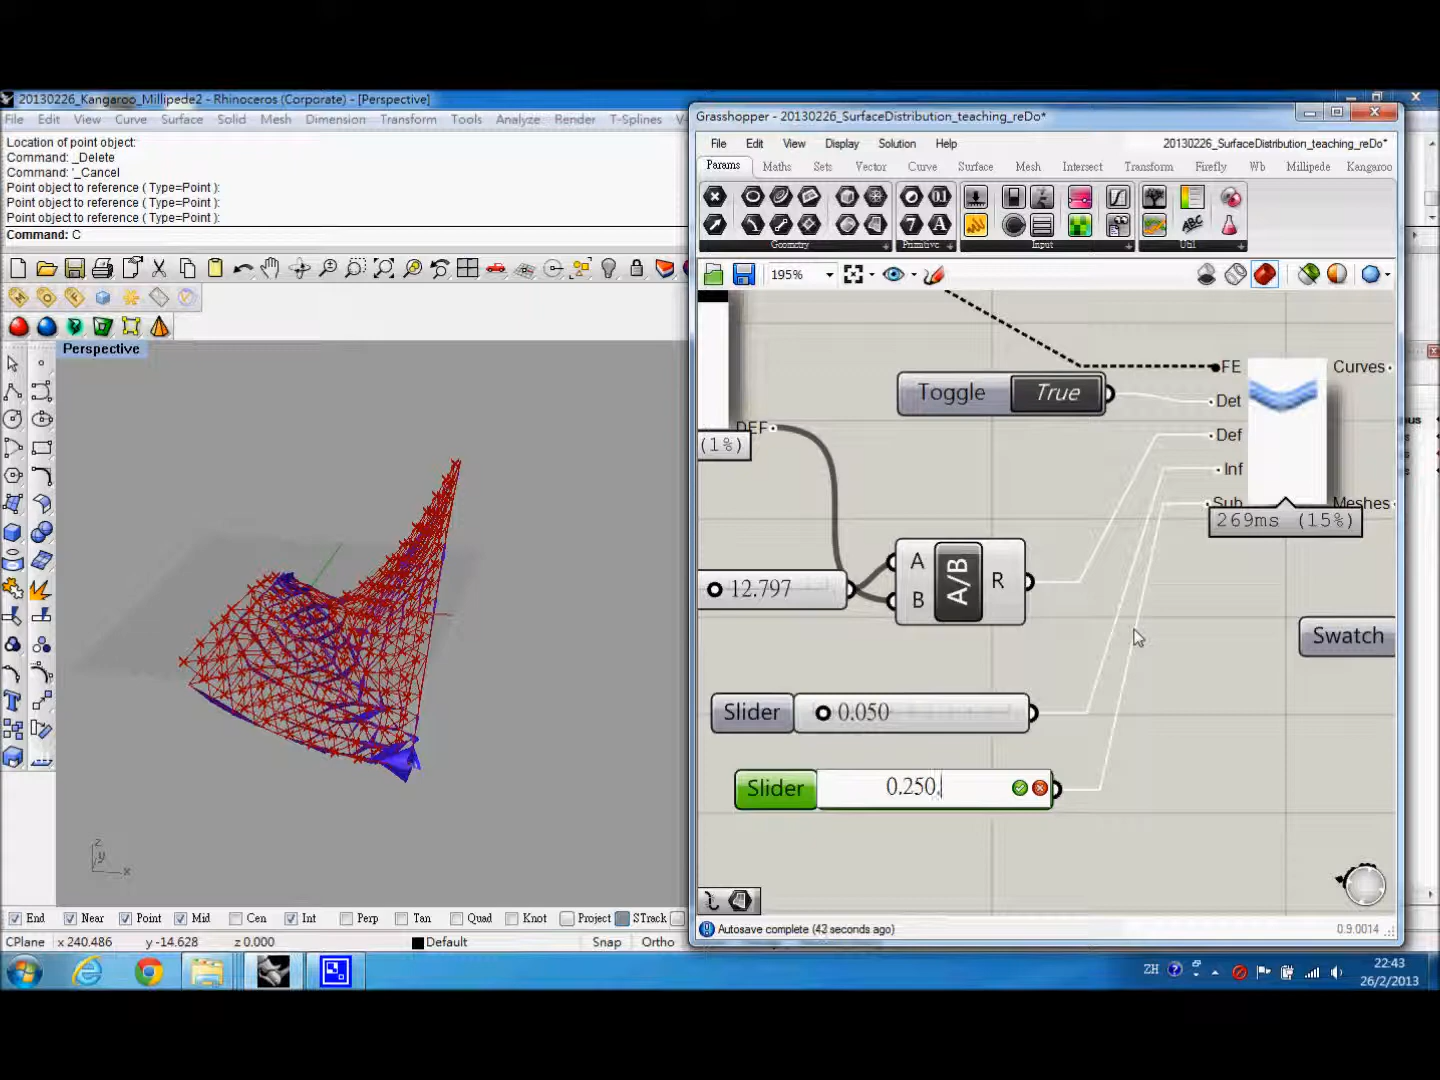 20130226_Kangaroo_Millipede2 - Rhinoceros (Corporate) - [Perspective]
File Edit View Curve Surface Solid Mesh Dimension Transform Tools Analyze Render T-Splines
Location of point object:
Command: _Delete
Command: '_Cancel
Point object to reference ( Type=Point ):
Point object to reference ( Type=Point ):
Point object to reference ( Type=Point ):
Command: C
Perspective
z
y
x
End Near Point Mid Cen Int Perp Tan Quad Knot Project STrack
CPlane x 240.486 y -14.628 z 0.000 Default Snap Ortho
Grasshopper - 20130226_SurfaceDistribution_teaching_reDo*
File Edit View Display Solution Help 20130226_SurfaceDistribution_teaching_reDo*
Params Maths Sets Vector Curve Surface Mesh Intersect Transform Firefly Wb Millipede Kangaroo
Geometry Primitive Input Util
195%
FE Curves
Toggle True Det
DEF Def
(1%) Inf
Sub Meshes
269ms (15%)
A
A/B R
12.797 B
Swatch
Slider 0.050
Slider 0.250.
Autosave complete (43 seconds ago) 0.9.0014
ZH 22:43
26/2/2013